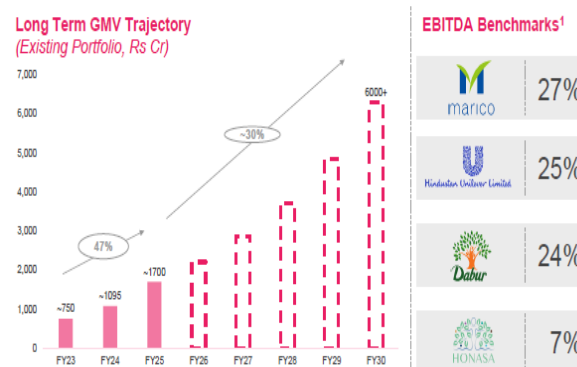 Long Term GMV Trajectory
(Existing Portfolio, Rs Cr)
7,000
6,000
5,000
4,000
3,000
2,000
1,000
0
47%
~30%
~750
~1095
~1700
6000+
FY23 FY24 FY25 FY26 FY27 FY28 FY29 FY30
EBITDA Benchmarks¹
marico
27%
Hindustan Unilever Limited
25%
Dabur
24%
HONASA
7%